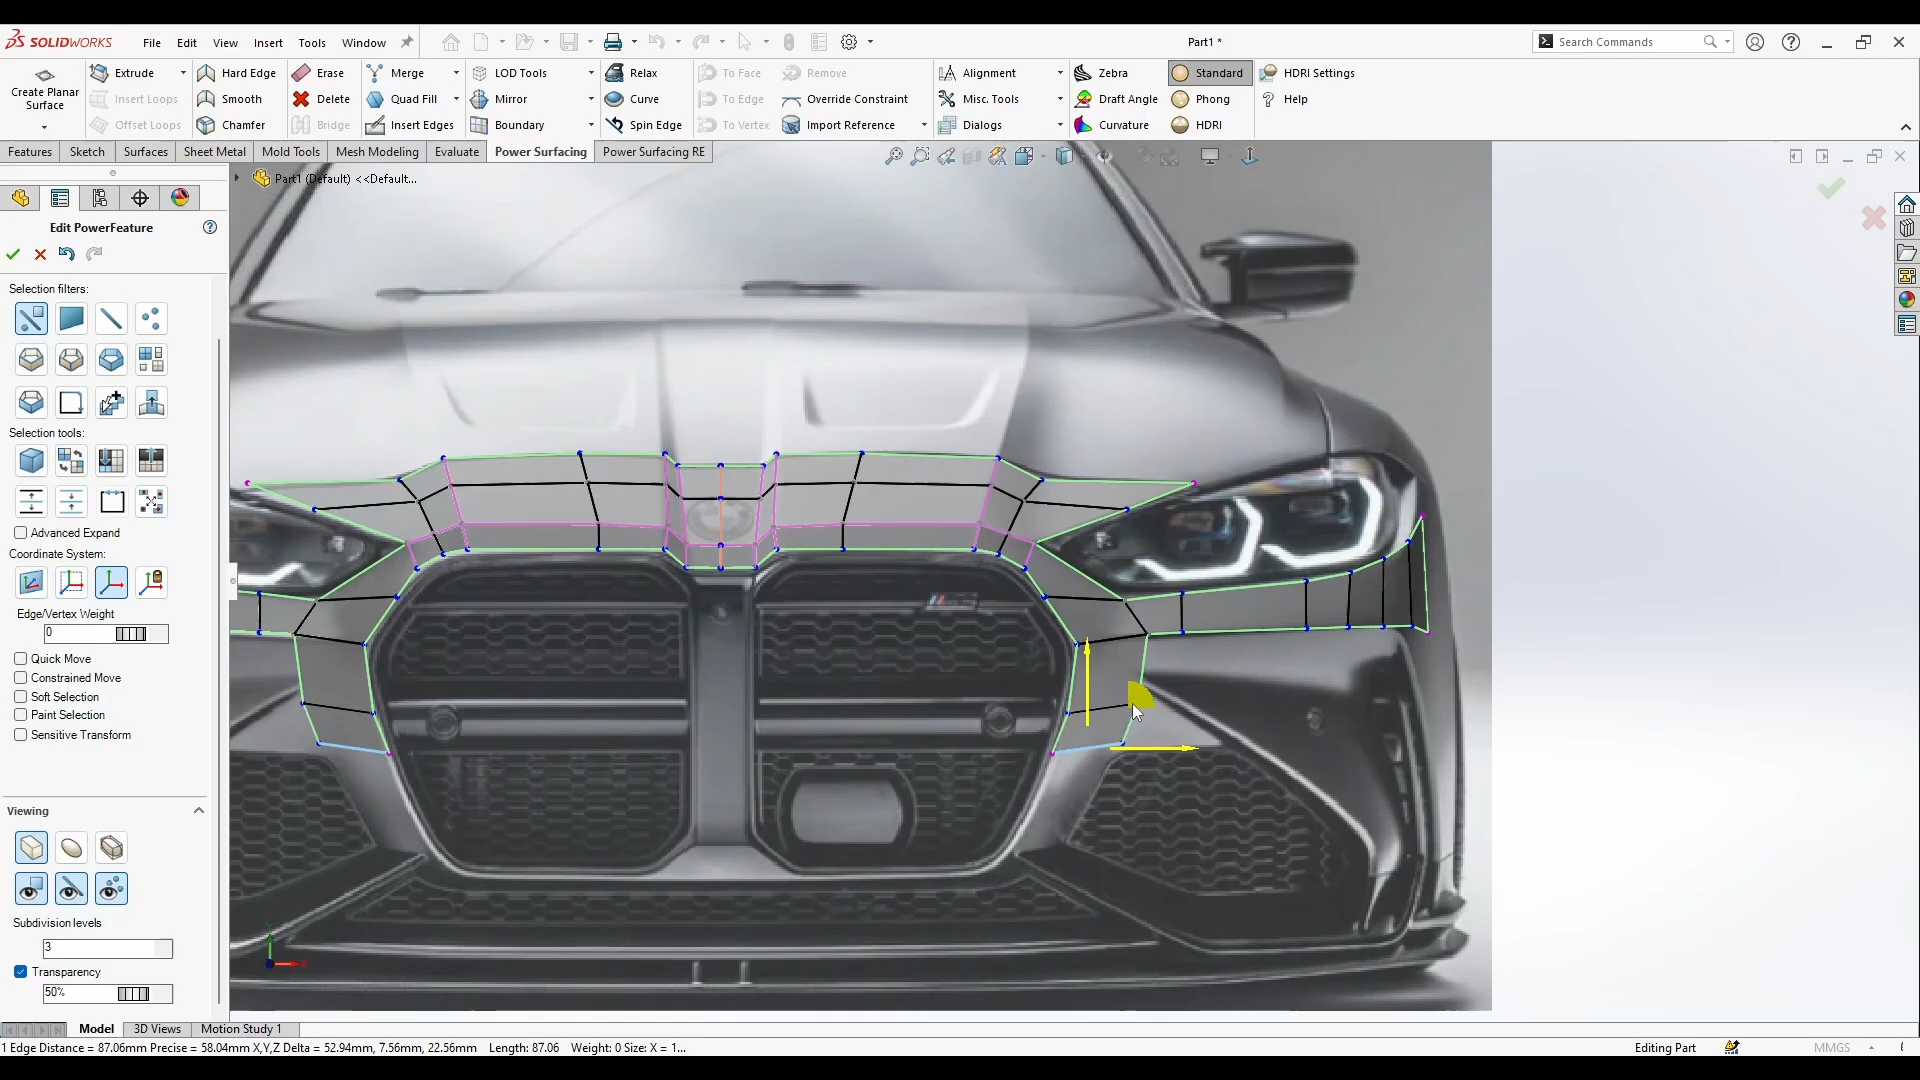 SOLIDWORKS File Edit View Insert Tools Window Part1 * Search Commands
Create Planar Surface
Extrude Hard Edge Erase Merge LOD Tools Relax To Face Remove Alignment Zebra Standard HDRI Settings
Insert Loops Smooth Delete Quad Fill Mirror Curve To Edge Override Constraint Misc. Tools Draft Angle Phong Help
Offset Loops Chamfer Bridge Insert Edges Boundary Spin Edge To Vertex Import Reference Dialogs Curvature HDRI
Features Sketch Surfaces Sheet Metal Mold Tools Mesh Modeling Evaluate Power Surfacing Power Surfacing RE
Part1 (Default) <<Default...
Edit PowerFeature
Selection filters:
Selection tools:
Advanced Expand
Coordinate System:
Edge/Vertex Weight
0
Quick Move
Constrained Move
Soft Selection
Paint Selection
Sensitive Transform
Viewing
Subdivision levels
3
Transparency
50%
Model 3D Views Motion Study 1
1 Edge Distance = 87.06mm Precise = 58.04mm X,Y,Z Delta = 52.94mm, 7.56mm, 22.56mm Length: 87.06 Weight: 0 Size: X = 1... Editing Part MMGS